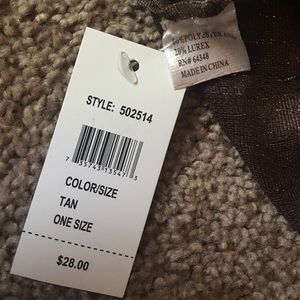 STYLE: 502514
COLOR/SIZE
TAN
ONE SIZE
$28.00
20% LUREX
RN# 64348
MADE IN CHINA